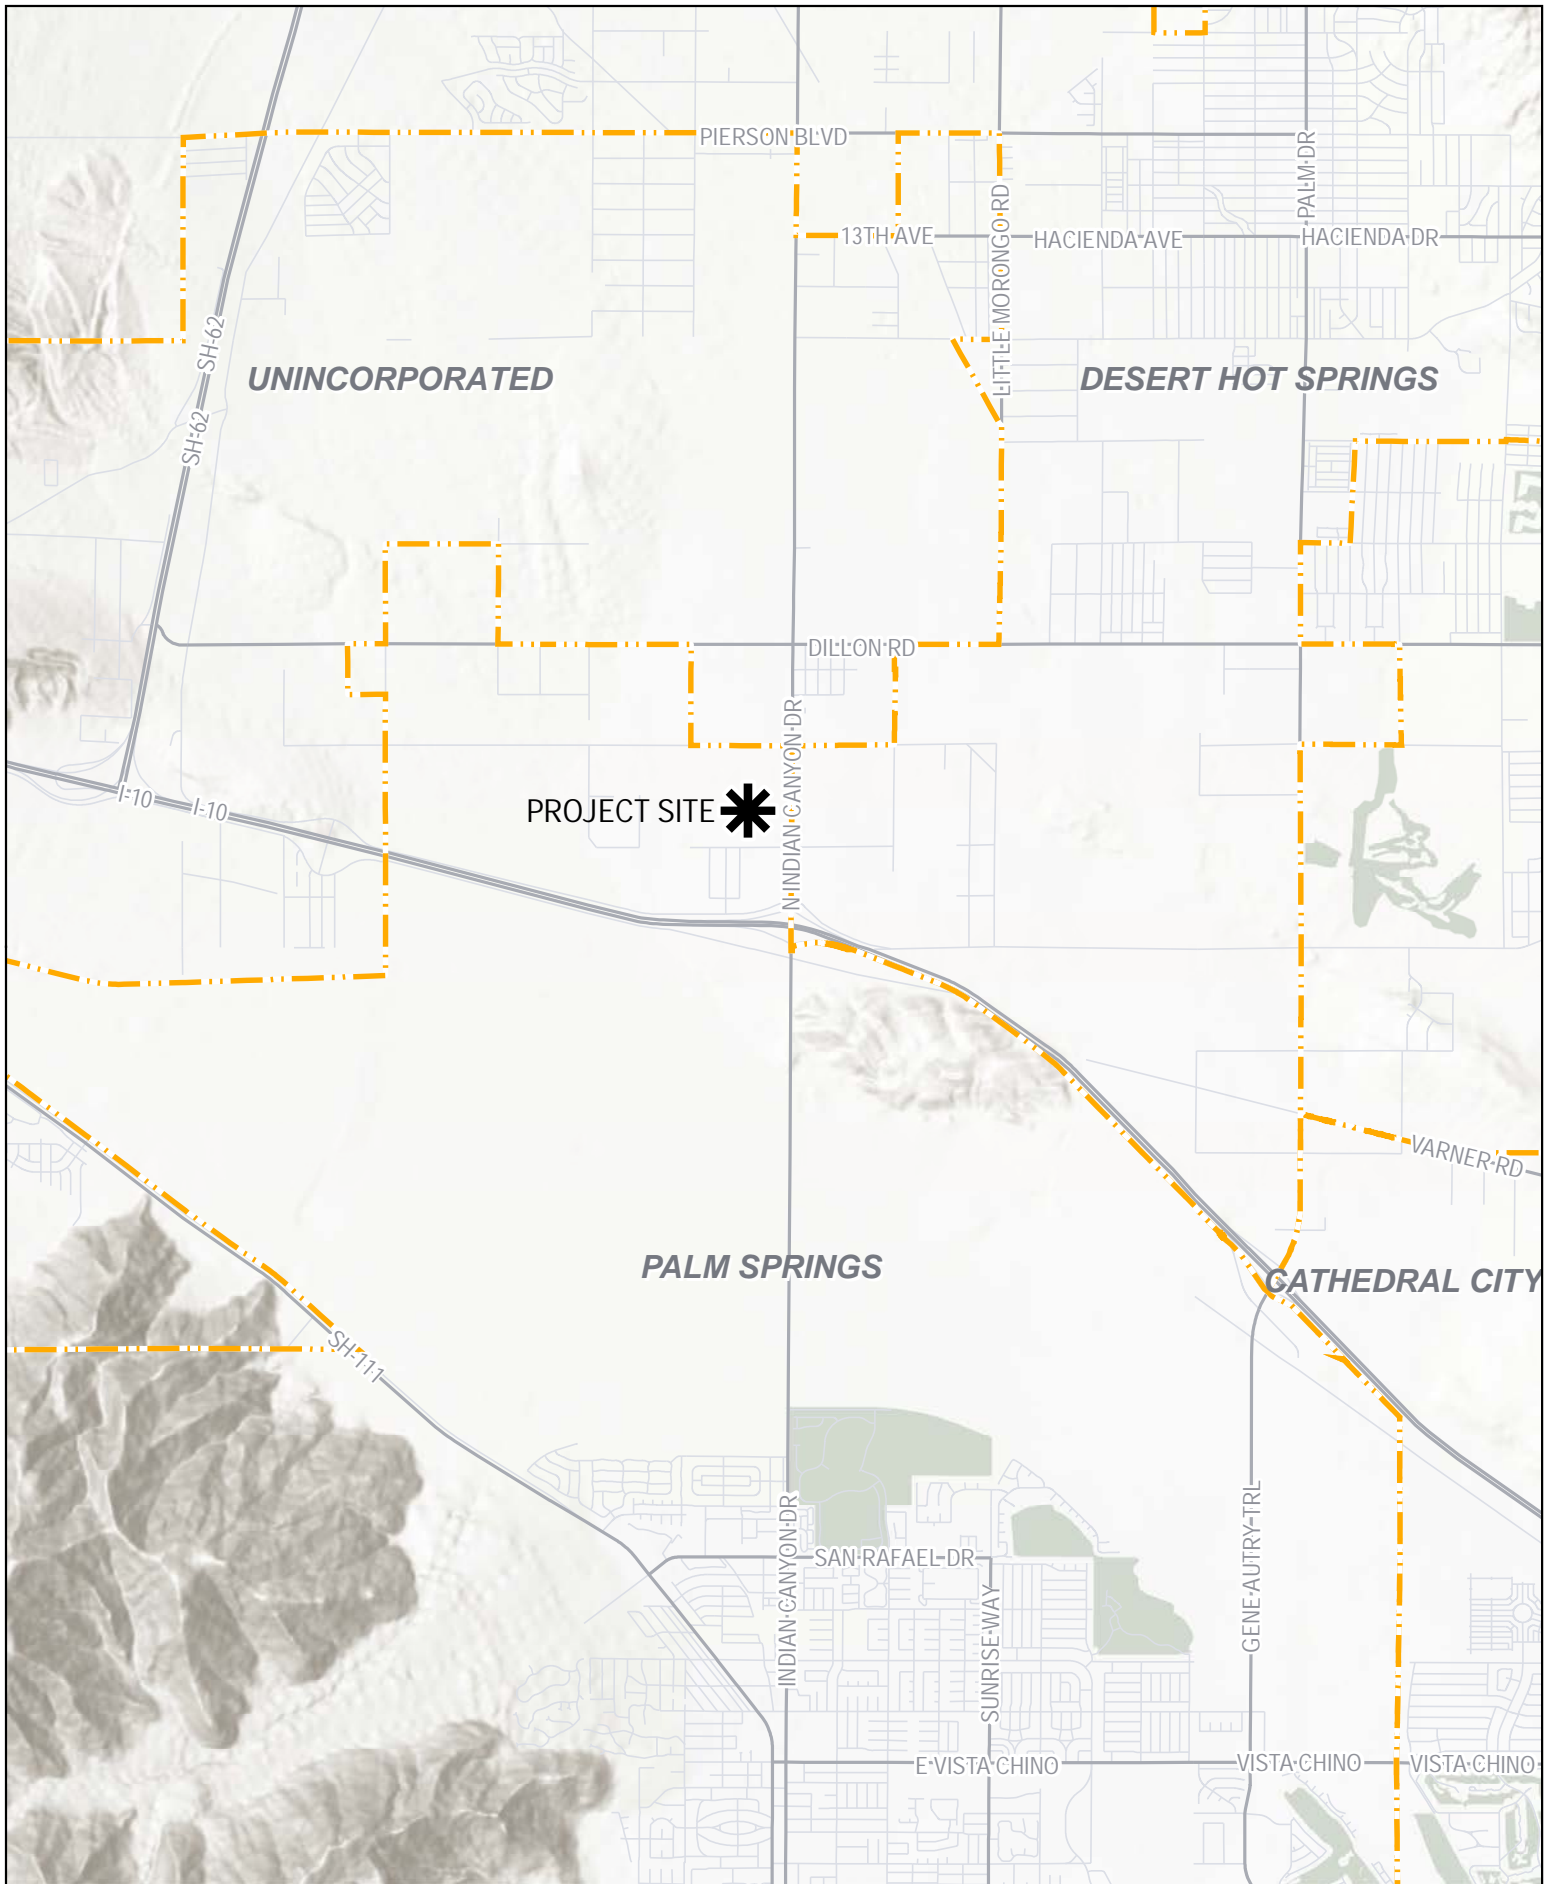 PIERSON BLVD
PALM DR
LITTLE MORONGO RD
13TH AVE
HACIENDA AVE
HACIENDA DR
SH-62
UNINCORPORATED
DESERT HOT SPRINGS
SH-62
DILLON RD
N INDIAN CANYON DR
I-10
I-10
PROJECT SITE
VARNER RD
PALM SPRINGS
CATHEDRAL CITY
SH-111
INDIAN CANYON DR
SAN RAFAEL DR
GENE AUTRY TRL
SUNRISE WAY
E VISTA CHINO
VISTA CHINO
VISTA CHINO